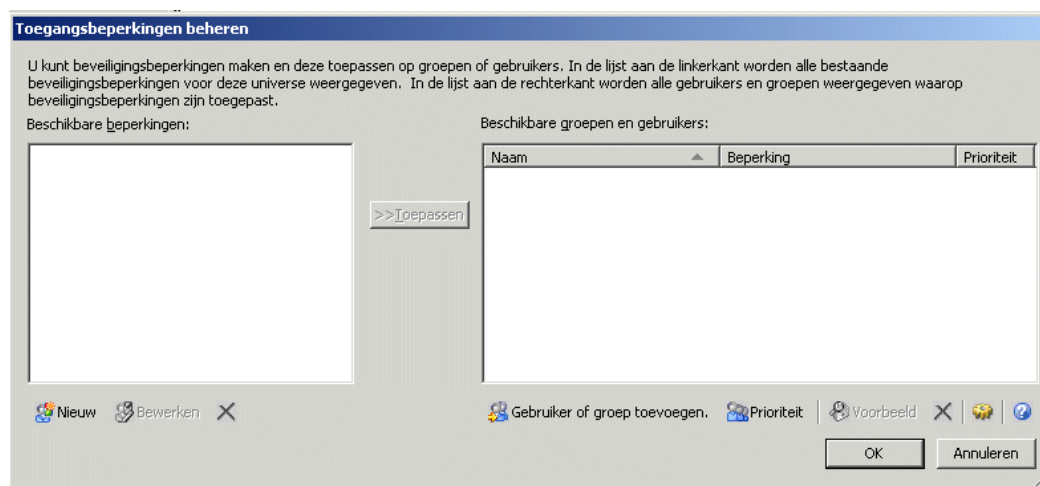 Toegangsbeperkingen beheren
U kunt beveiligingsbeperkingen maken en deze toepassen op groepen of gebruikers. In de lijst aan de linkerkant worden alle bestaande
beveiligingsbeperkingen voor deze universe weergegeven. In de lijst aan de rechterkant worden alle gebruikers en groepen weergegeven waarop
beveiligingsbeperkingen zijn toegepast.
Beschikbare beperkingen:
Beschikbare groepen en gebruikers:
Naam Beperking Prioriteit
>>Toepassen
Nieuw Bewerken
Gebruiker of groep toevoegen. Prioriteit Voorbeeld
OK Annuleren